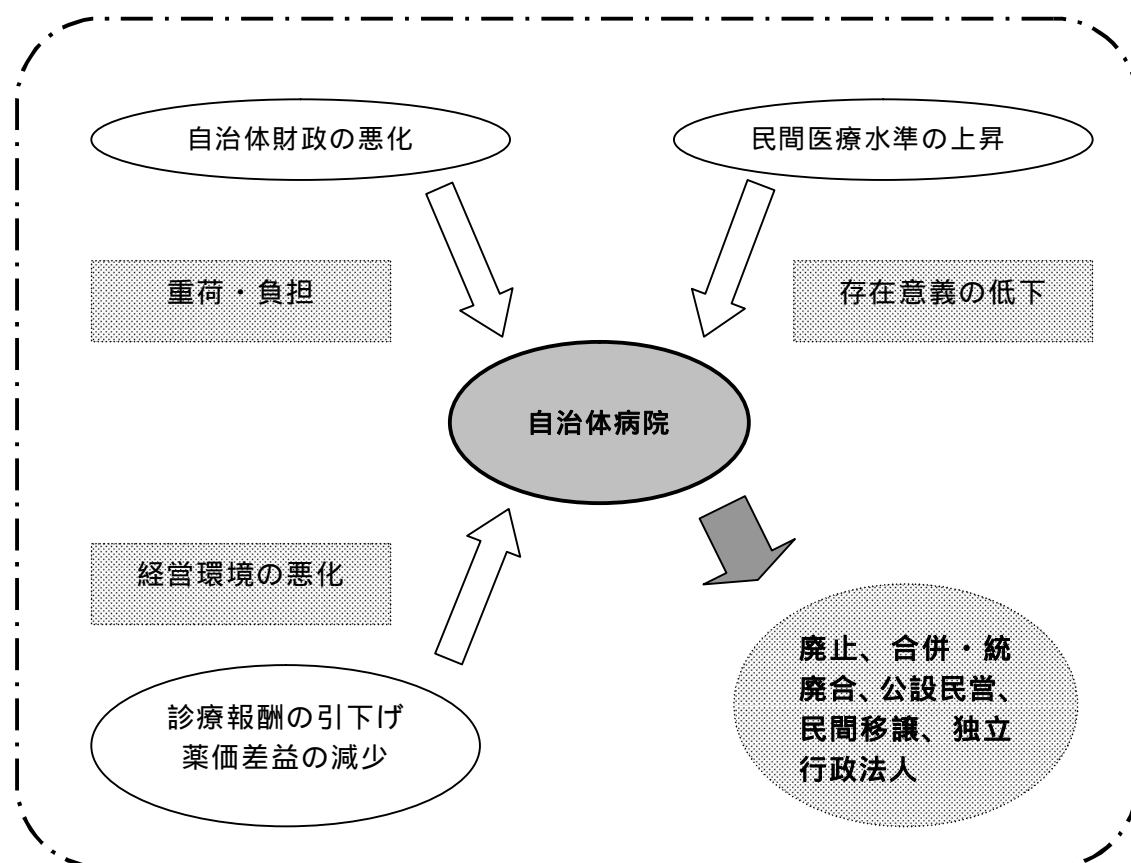 自治体財政の悪化
民間医療水準の上昇
重荷・負担
存在意義の低下
自治体病院
経営環境の悪化
診療報酬の引下げ
薬価差益の減少
廃止、合併・統
廃合、公設民営、
民間移譲、独立
行政法人